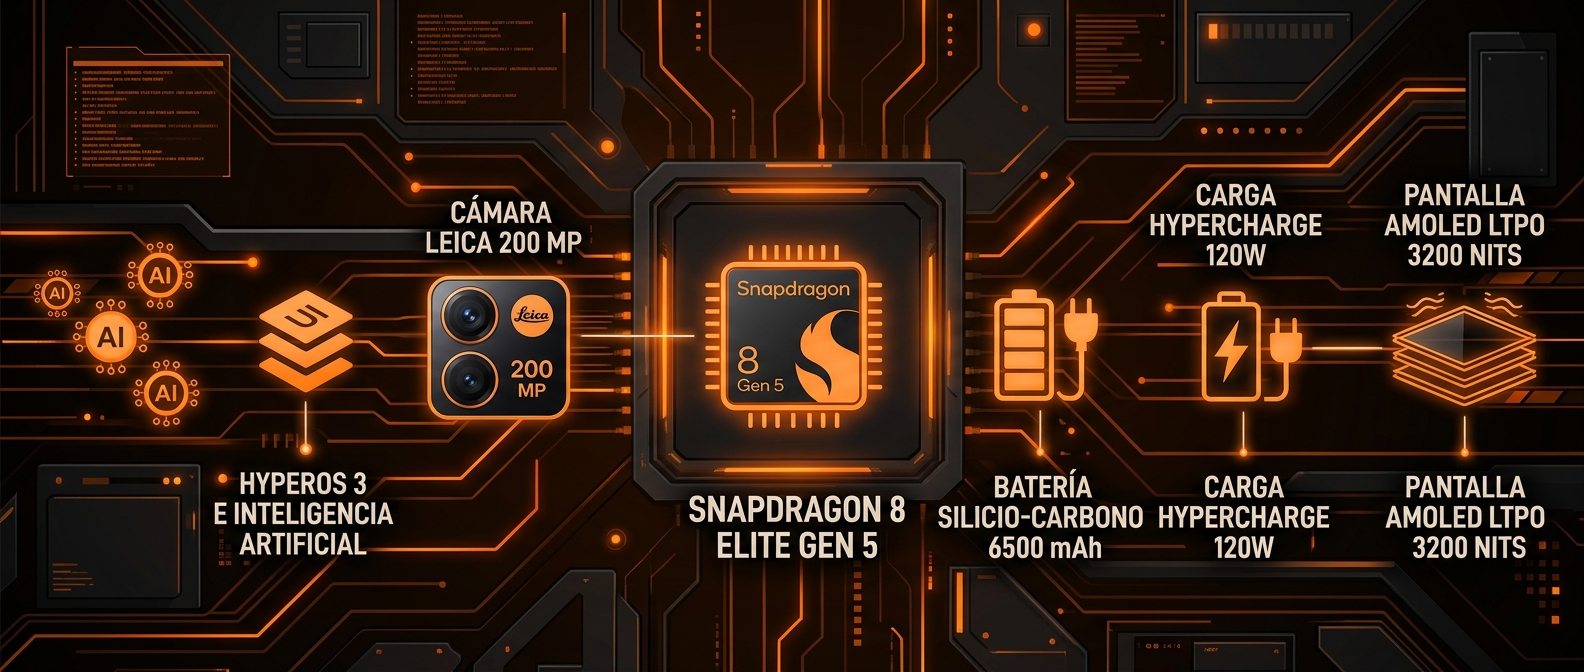 CÁMARA
LEICA 200 MP
CARGA
HYPERCHARGE
120W
PANTALLA
AMOLED LTPO
3200 NITS
AI
AI
AI
AI
5
Leica
200
MP
Snapdragon
8
Gen 5
HYPEROS 3
E INTELIGENCIA
ARTIFICIAL
SNAPDRAGON 8
ELITE GEN 5
BATERÍA
SILICIO-CARBONO
6500 mAh
CARGA
HYPERCHARGE
120W
PANTALLA
AMOLED LTPO
3200 NITS